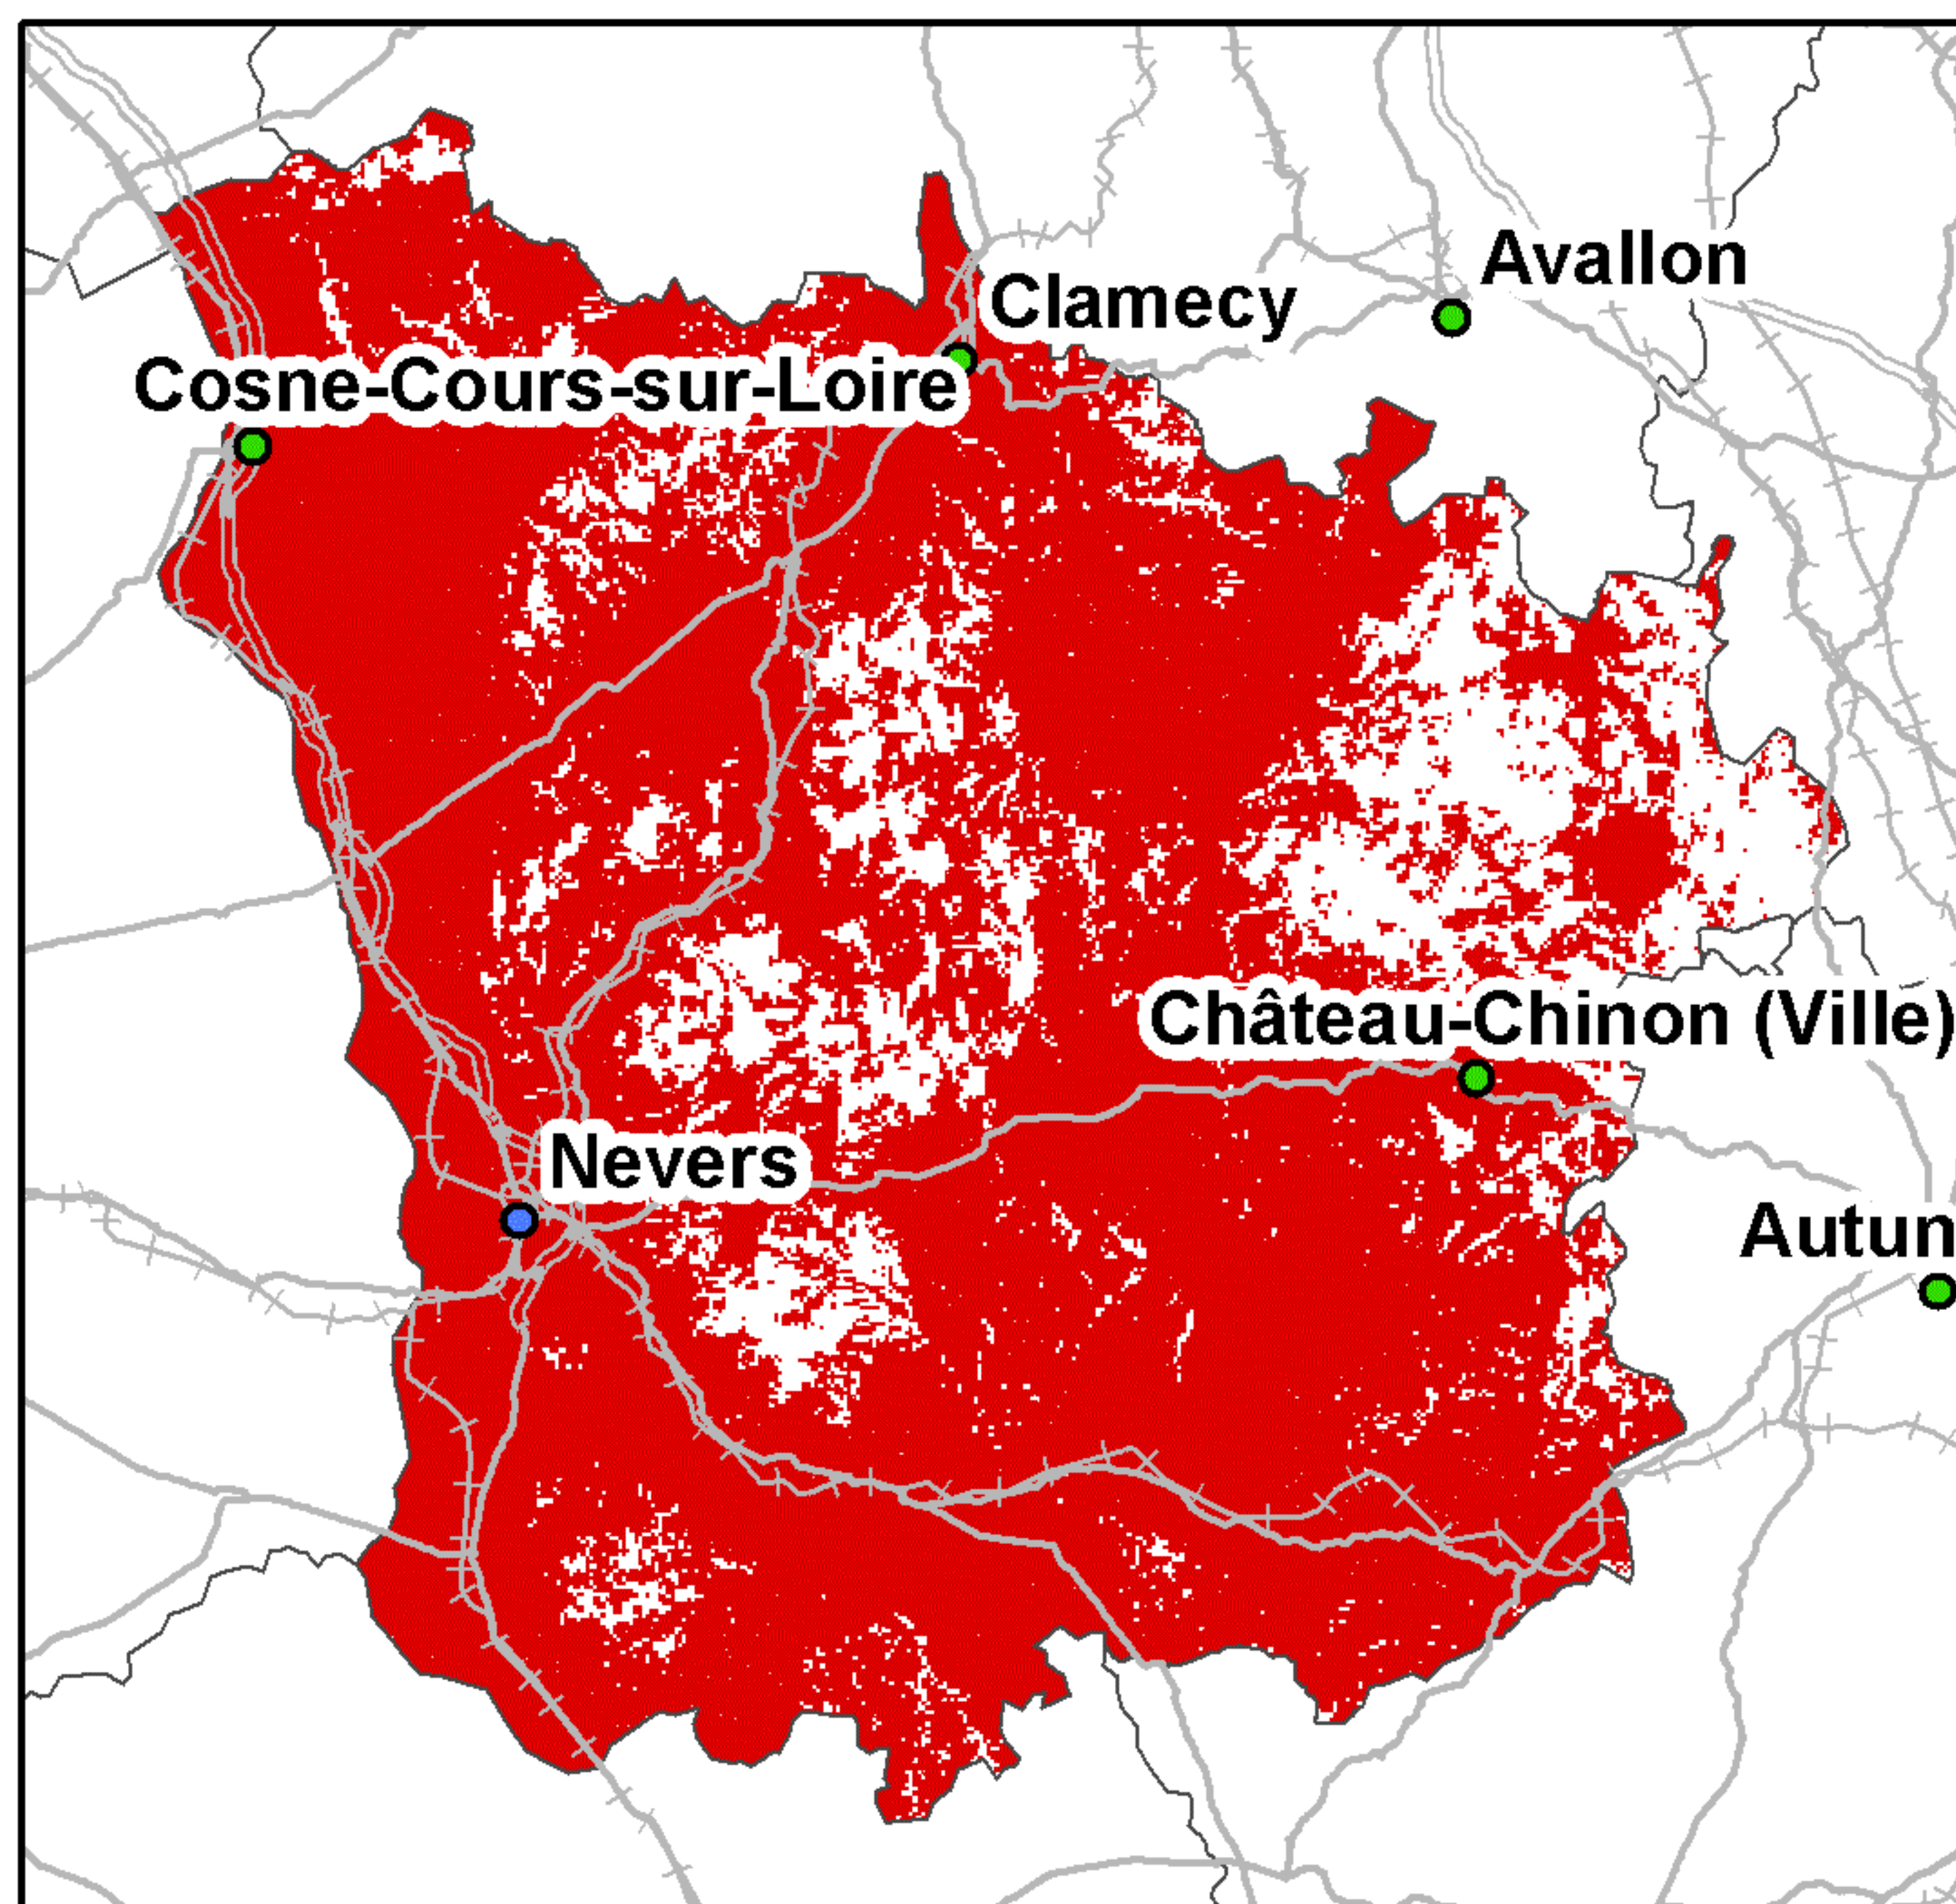 Avallon
Clamecy
Cosne-Cours-sur-Loire
Château-Chinon (Ville)
Nevers
Autun